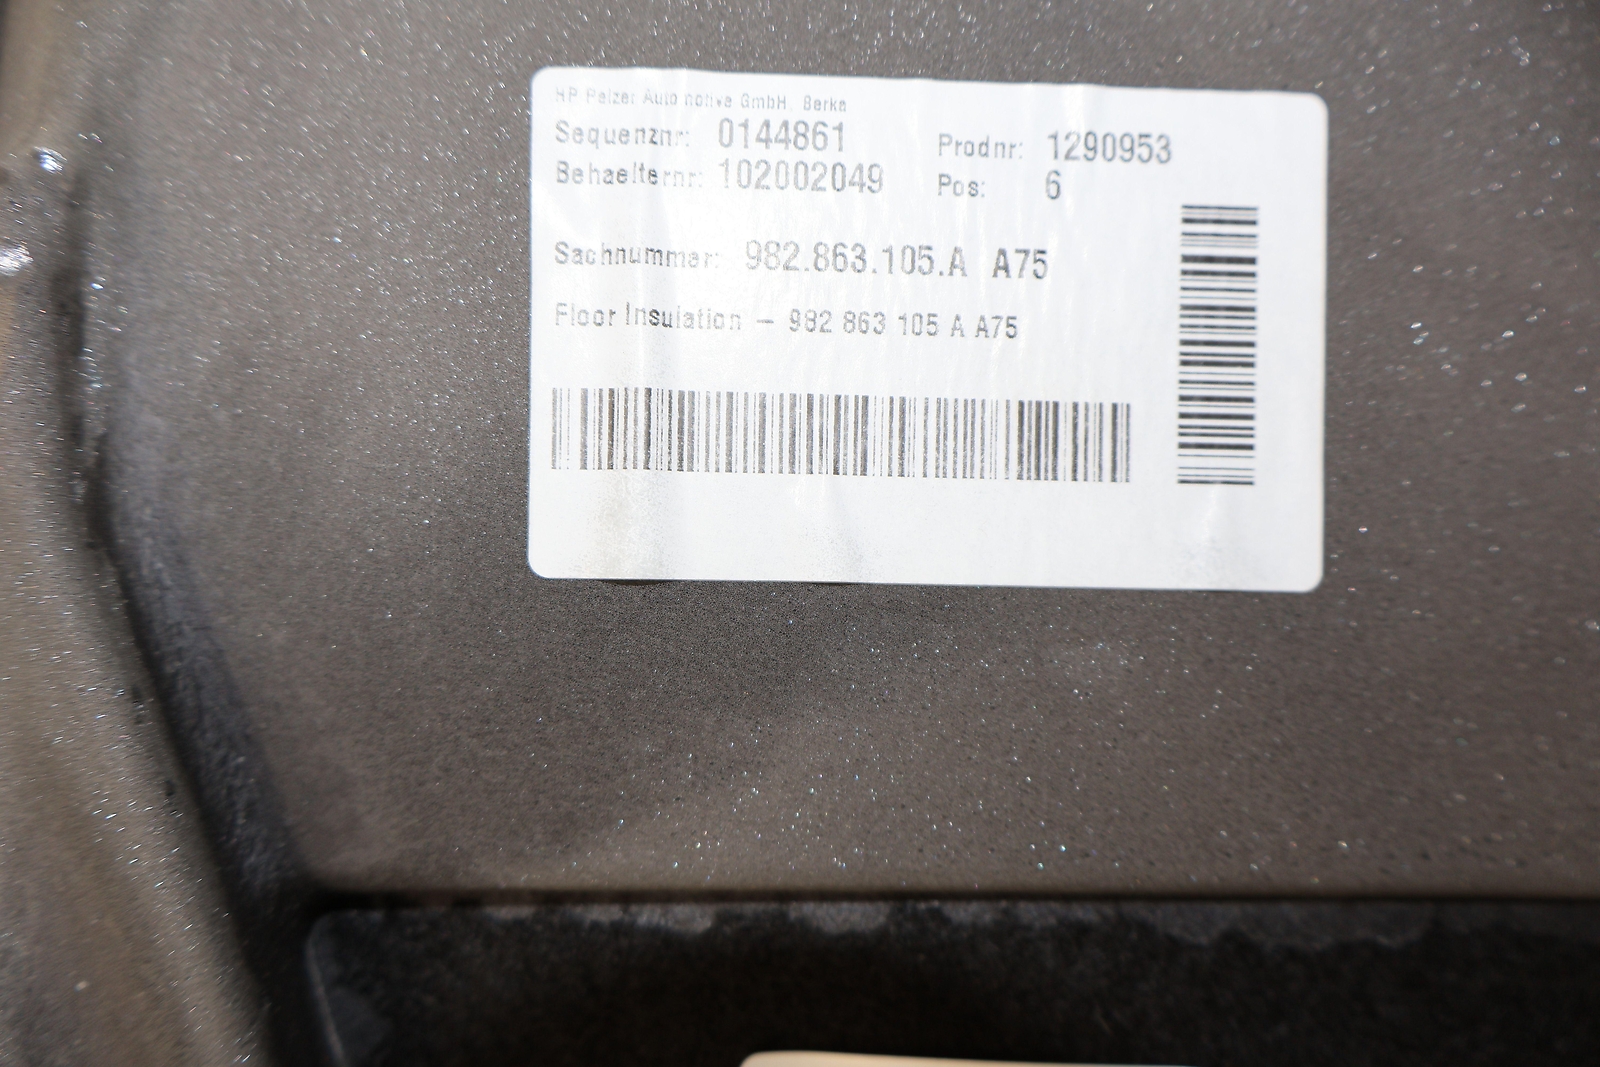 HP Pelzer Automotive GmbH, Berka
Sequenznr: 0144861 Prodnr: 1290953
Behaelternr: 102002049 Pos: 6
Sachnummer: 982.863.105.A A75
Floor Insulation – 982 863 105 A A75